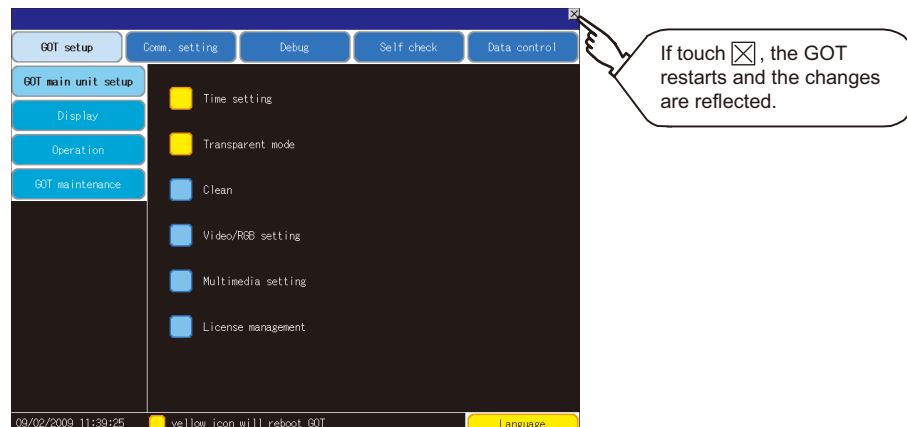 GOT setup
Comm. setting
Debug
Self check
Data control
GOT main unit setup
Display
Operation
GOT maintenance
Time setting
Transparent mode
Clean
Video/RGB setting
Multimedia setting
License management
09/02/2009 11:39:25
yellow icon will reboot GOT
Language
If touch ☒, the GOT
restarts and the changes
are reflected.